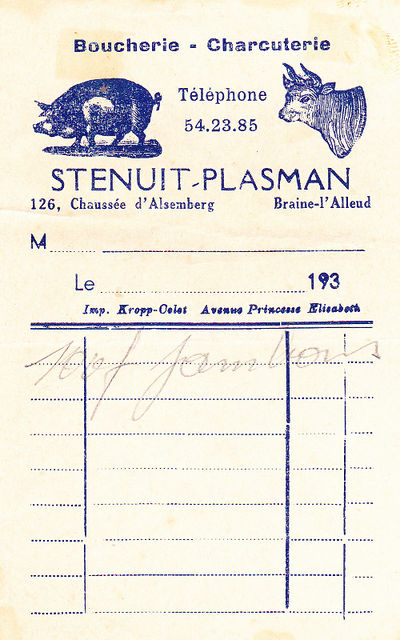 Boucherie - Charcuterie
Téléphone
54.23.85
STENUIT-PLASMAN
126, Chaussée d'Alsemberg Braine-l'Alleud
M
Le 193
Imp. Kropp-Oelet Avenue Princesse Elisabeth
jambons